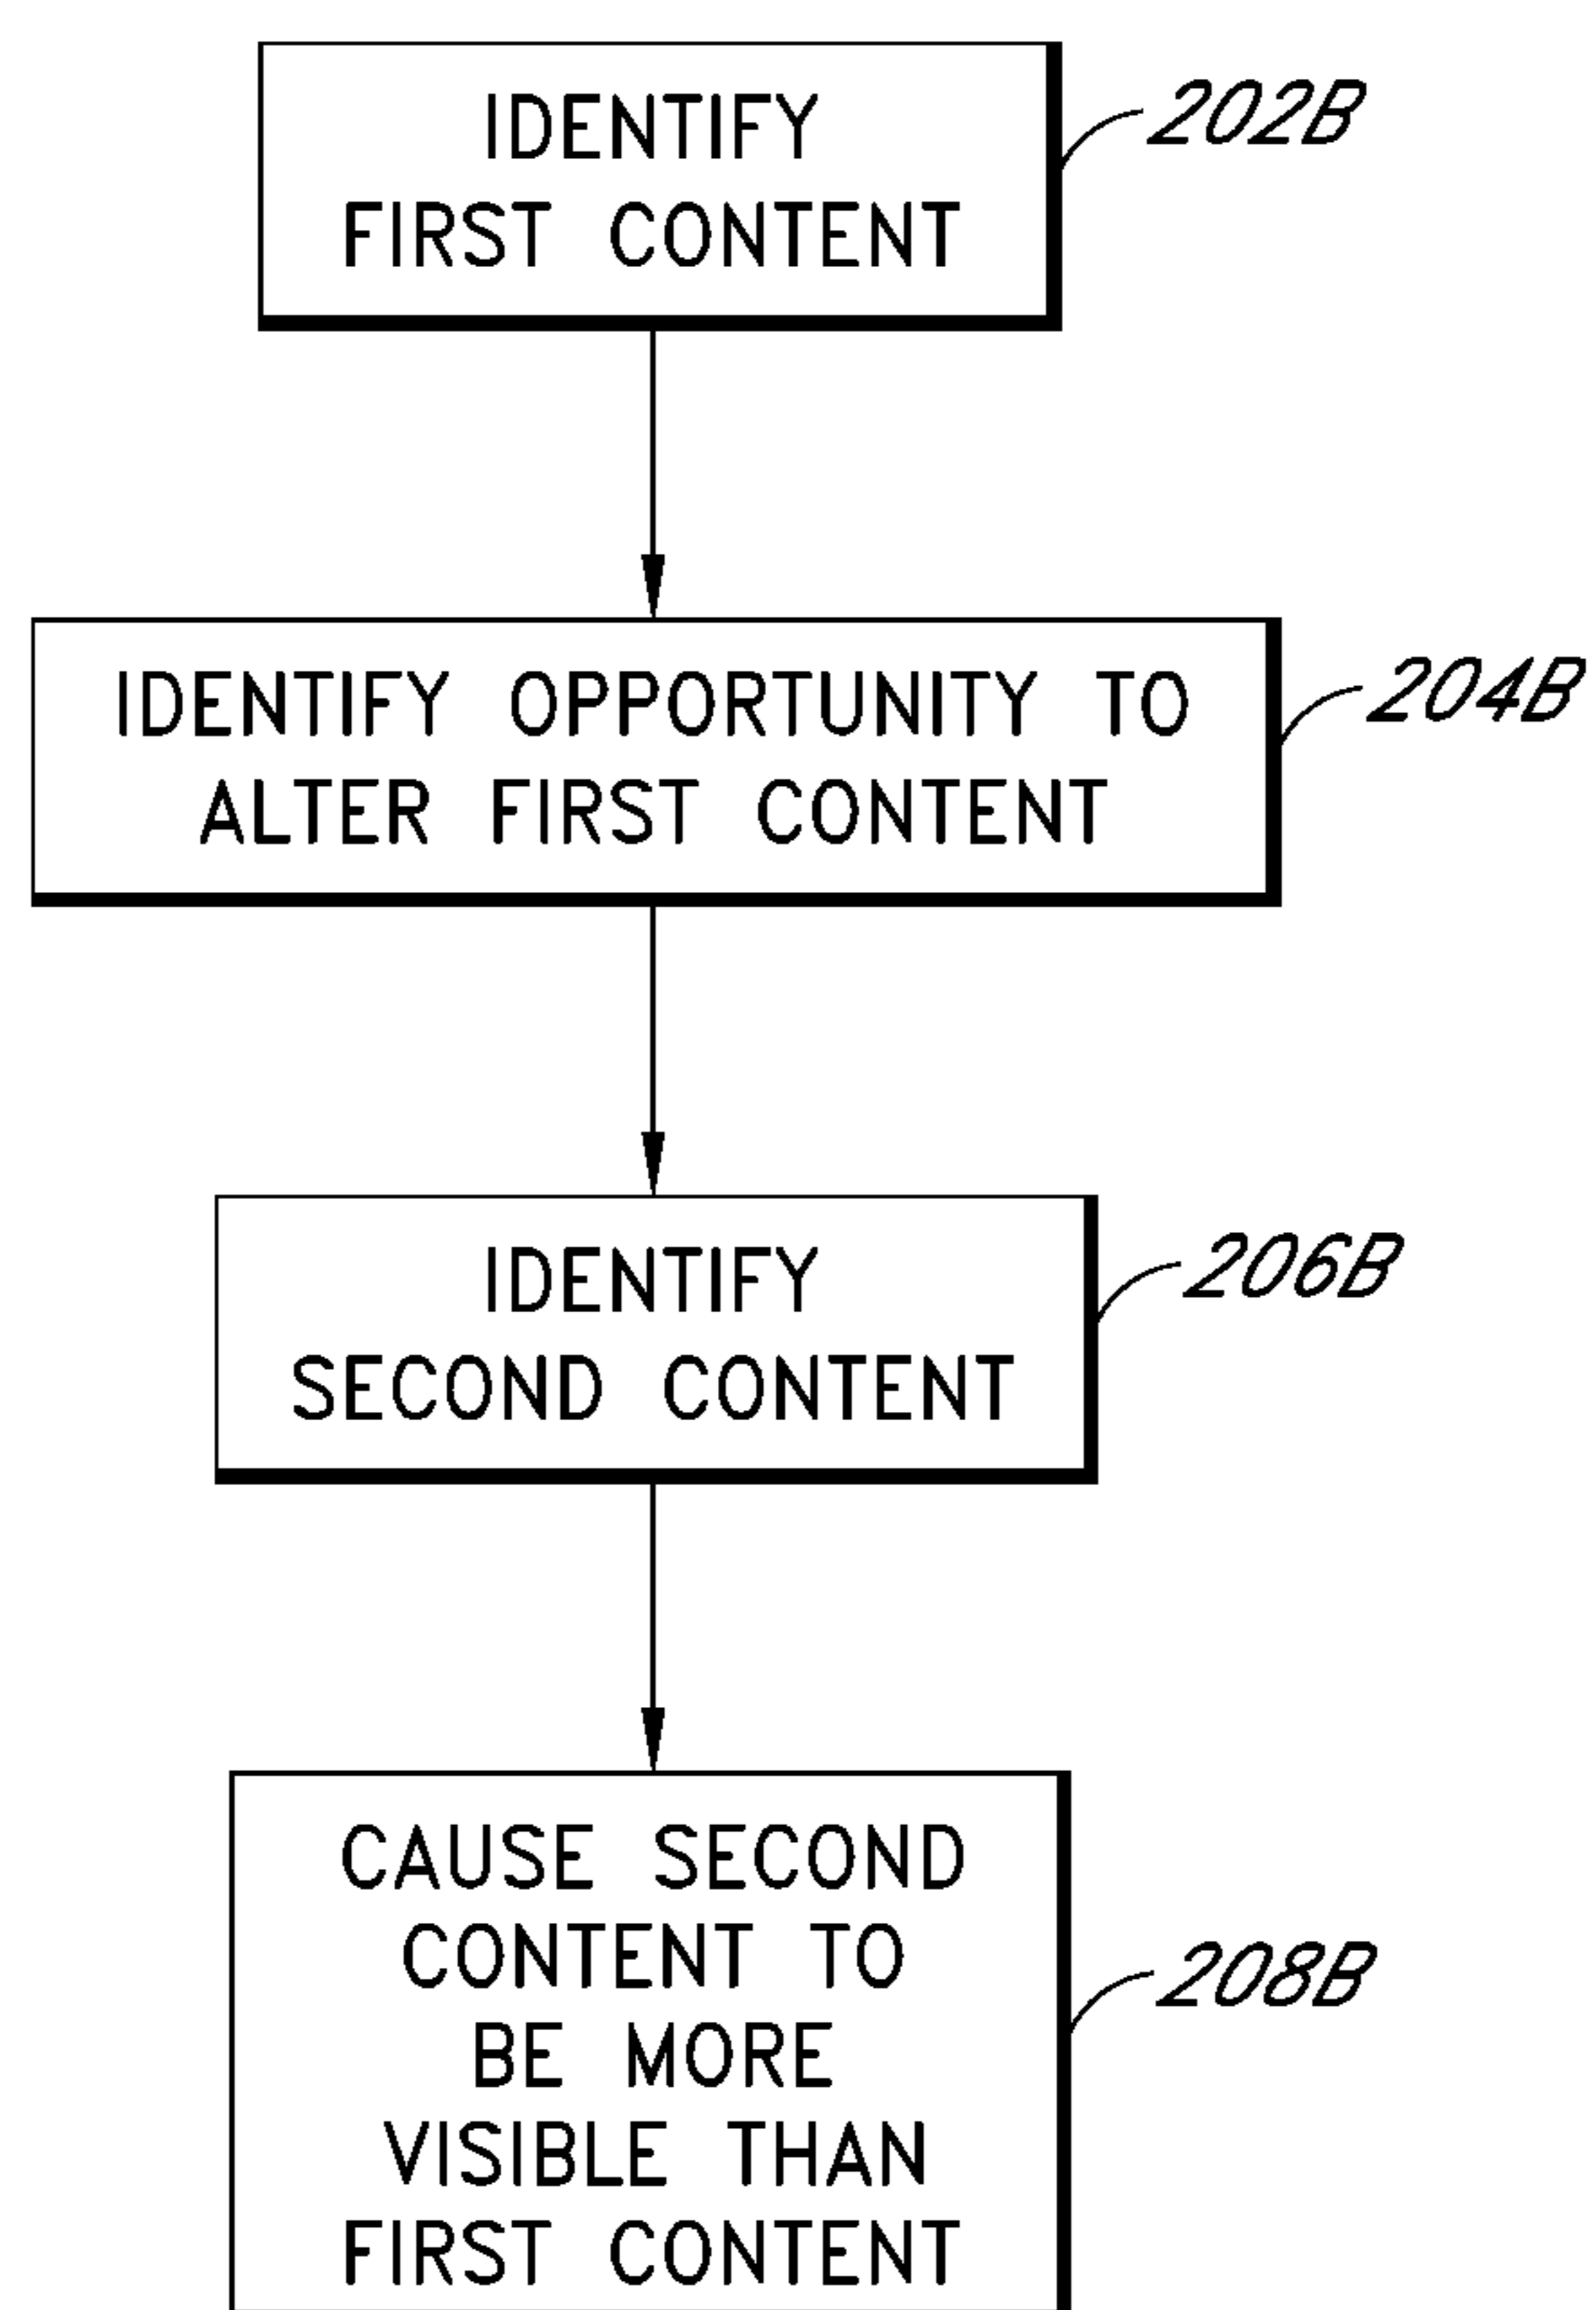 IDENTIFY
FIRST CONTENT
202B
IDENTIFY OPPORTUNITY TO
ALTER FIRST CONTENT
204B
IDENTIFY
SECOND CONTENT
206B
CAUSE SECOND
CONTENT TO
BE MORE
VISIBLE THAN
FIRST CONTENT
208B